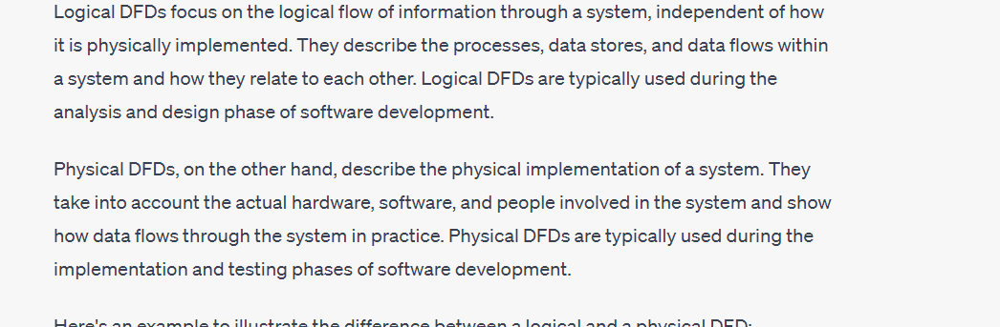 Logical DFDs focus on the logical flow of information through a system, independent of how
it is physically implemented. They describe the processes, data stores, and data flows within
a system and how they relate to each other. Logical DFDs are typically used during the
analysis and design phase of software development.
Physical DFDs, on the other hand, describe the physical implementation of a system. They
take into account the actual hardware, software, and people involved in the system and show
how data flows through the system in practice. Physical DFDs are typically used during the
implementation and testing phases of software development.
Here's an example to illustrate the difference between a logical and a physical DFD: